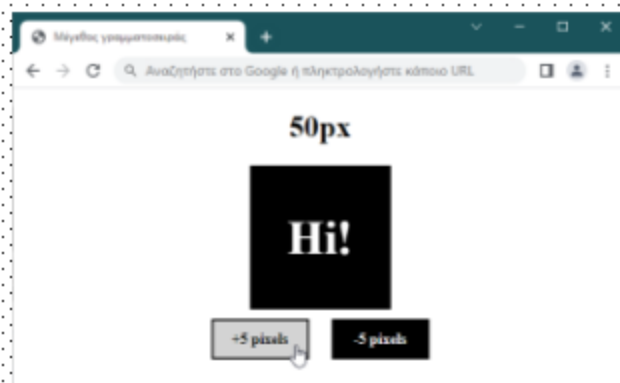 Μέγεθος γραμματοσειράς
Αναζητήστε στο Google ή πληκτρολογήστε κάποιο URL
50px
Hi!
+5 pixels
-5 pixels